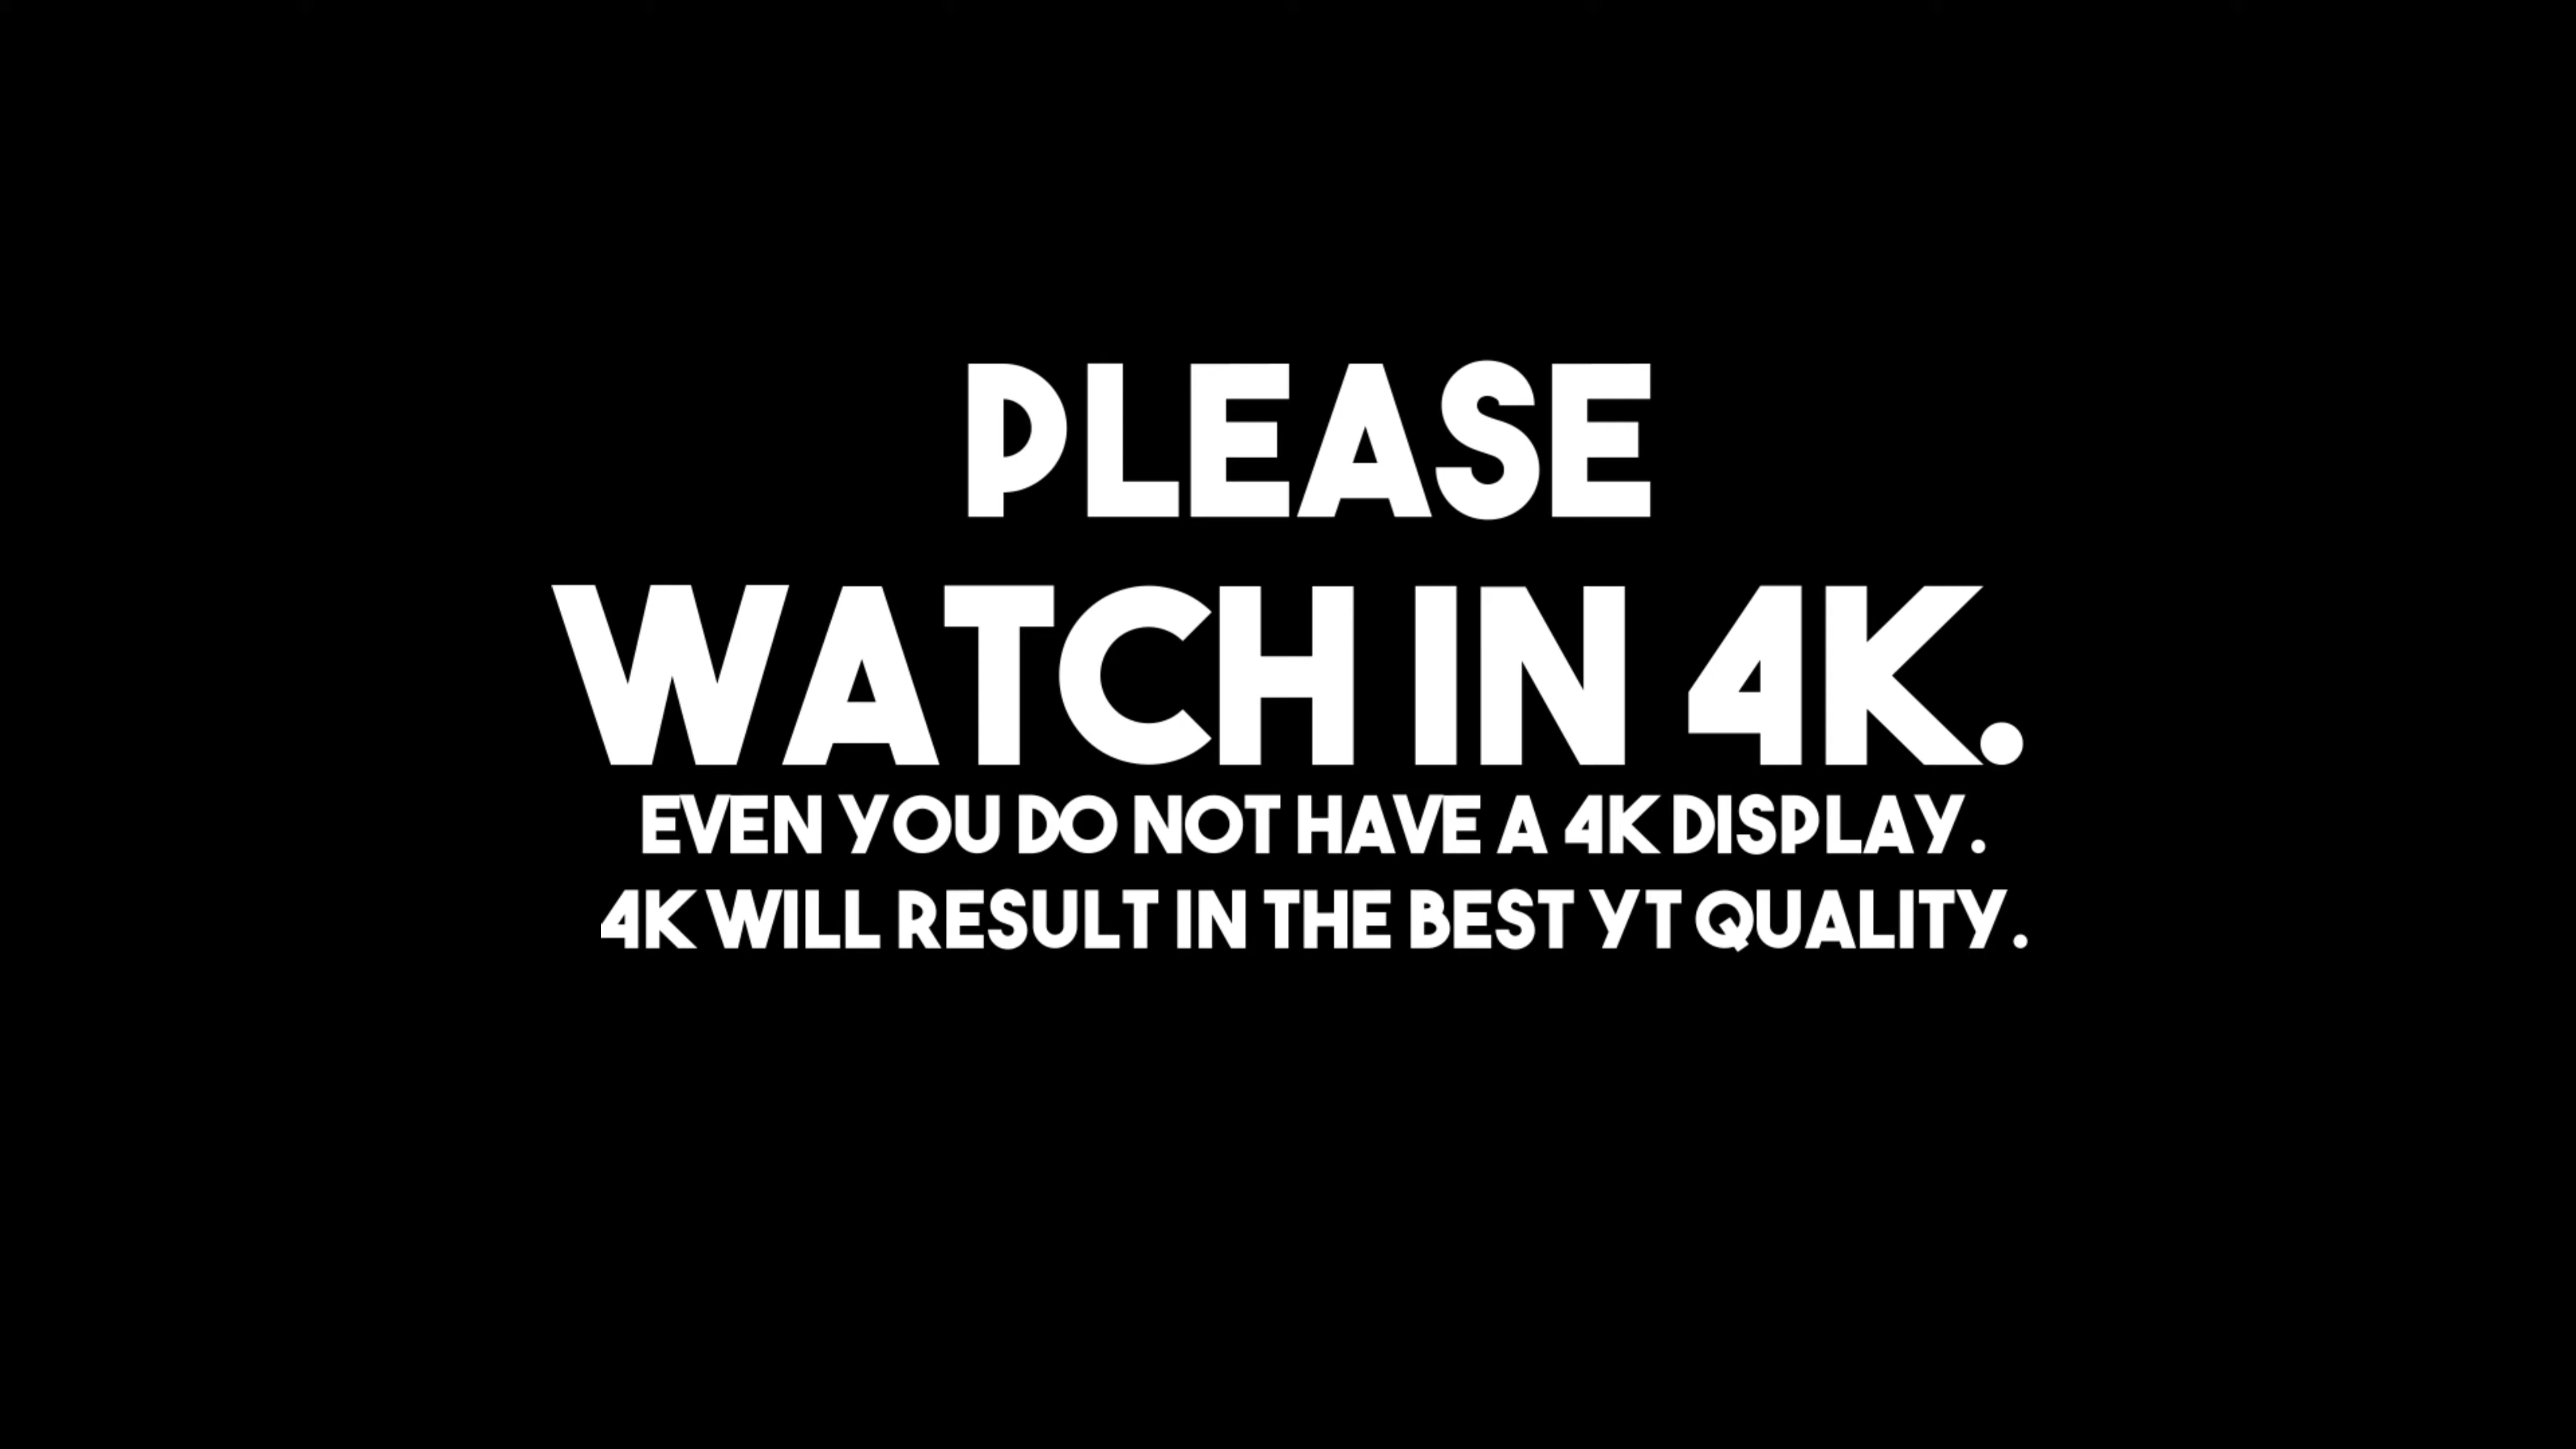 PLEASE
WATCH IN 4K.
EVEN YOU DO NOT HAVE A 4K DISPLAY.
4K WILL RESULT IN THE BEST YT QUALITY.